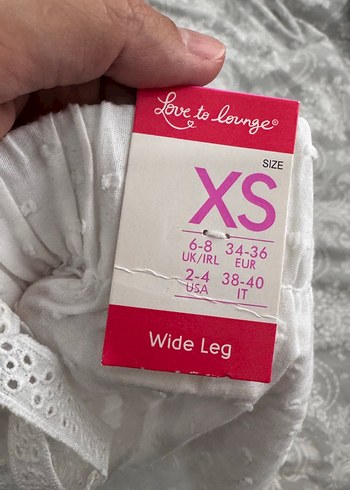 Love to lounge®
SIZE
XS
6-8 34-36
UK/IRL EUR
2-4 38-40
USA IT
Wide Leg